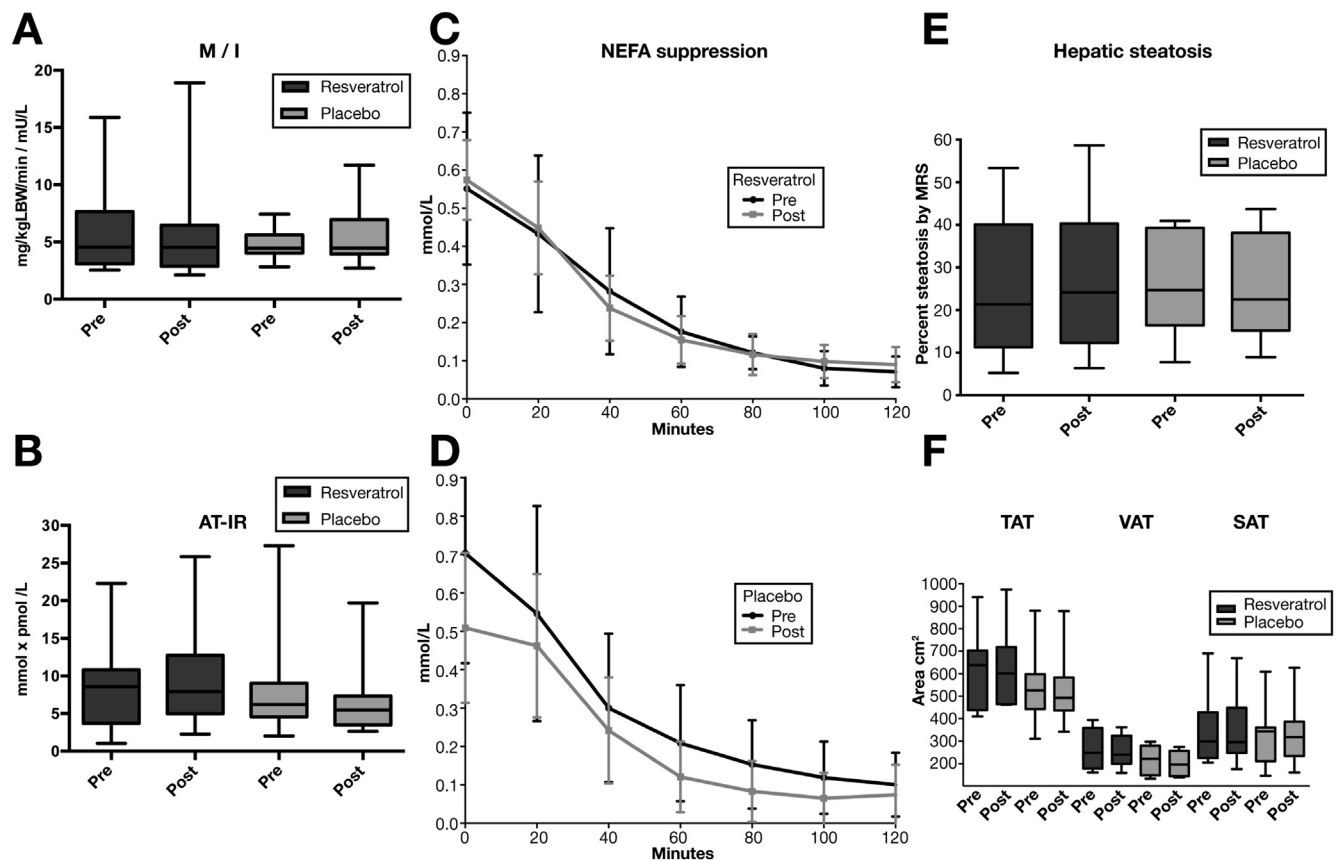 A
M / I
mg/kgLBW/min / mU/L
20
15
10
5
0
Resveratrol
Placebo
Pre
Post
Pre
Post
B
AT-IR
mmol x pmol /L
30
25
20
15
10
5
0
Resveratrol
Placebo
Pre
Post
Pre
Post
C
NEFA suppression
mmol/L
0.9
0.8
0.7
0.6
0.5
0.4
0.3
0.2
0.1
0.0
Resveratrol
Pre
Post
0 20 40 60 80 100 120
Minutes
D
mmol/L
0.9
0.8
0.7
0.6
0.5
0.4
0.3
0.2
0.1
0.0
Placebo
Pre
Post
0 20 40 60 80 100 120
Minutes
E
Hepatic steatosis
Percent steatosis by MRS
60
50
40
30
20
10
0
Resveratrol
Placebo
Pre
Post
Pre
Post
F
TAT VAT SAT
Area cm²
1000
900
800
700
600
500
400
300
200
Resveratrol
Placebo
Pre Post Pre Post Pre Post Pre Post Pre Post Pre Post